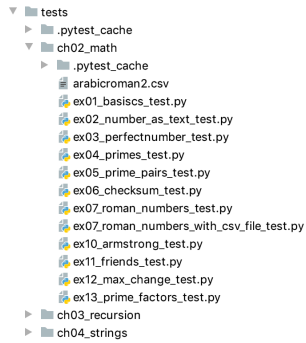 tests
.pytest_cache
ch02_math
.pytest_cache
arabicroman2.csv
ex01_basiscs_test.py
ex02_number_as_text_test.py
ex03_perfectnumber_test.py
ex04_primes_test.py
ex05_prime_pairs_test.py
ex06_checksum_test.py
ex07_roman_numbers_test.py
ex07_roman_numbers_with_csv_file_test.py
ex10_armstrong_test.py
ex11_friends_test.py
ex12_max_change_test.py
ex13_prime_factors_test.py
ch03_recursion
ch04_strings